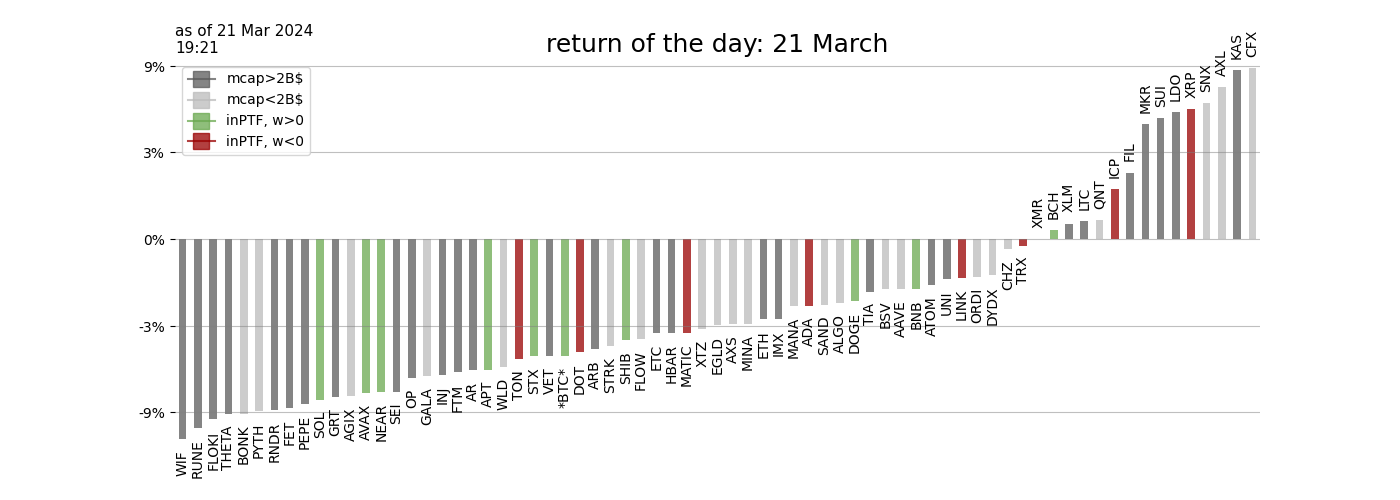 as of 21 Mar 2024
19:21
return of the day: 21 March
9%
3%
0%
-3%
-9%
mcap>2B$
mcap<2B$
inPTF, w>0
inPTF, w<0
WIF
RUNE
FLOKI
THETA
BONK
PYTH
RNDR
FET
PEPE
SOL
GRT
AGIX
AVAX
NEAR
SEI
OP
GALA
INJ
FTM
AR
APT
WLD
TON
STX
VET
*BTC*
DOT
ARB
STRK
SHIB
FLOW
ETC
HBAR
MATIC
XTZ
EGLD
AXS
MINA
ETH
IMX
MANA
ADA
SAND
ALGO
DOGE
TIA
BSV
AAVE
BNB
ATOM
UNI
LINK
ORDI
DYDX
CHZ
TRX
XMR
BCH
XLM
LTC
QNT
ICP
FIL
MKR
SUI
LDO
XRP
SNX
AXL
KAS
CFX